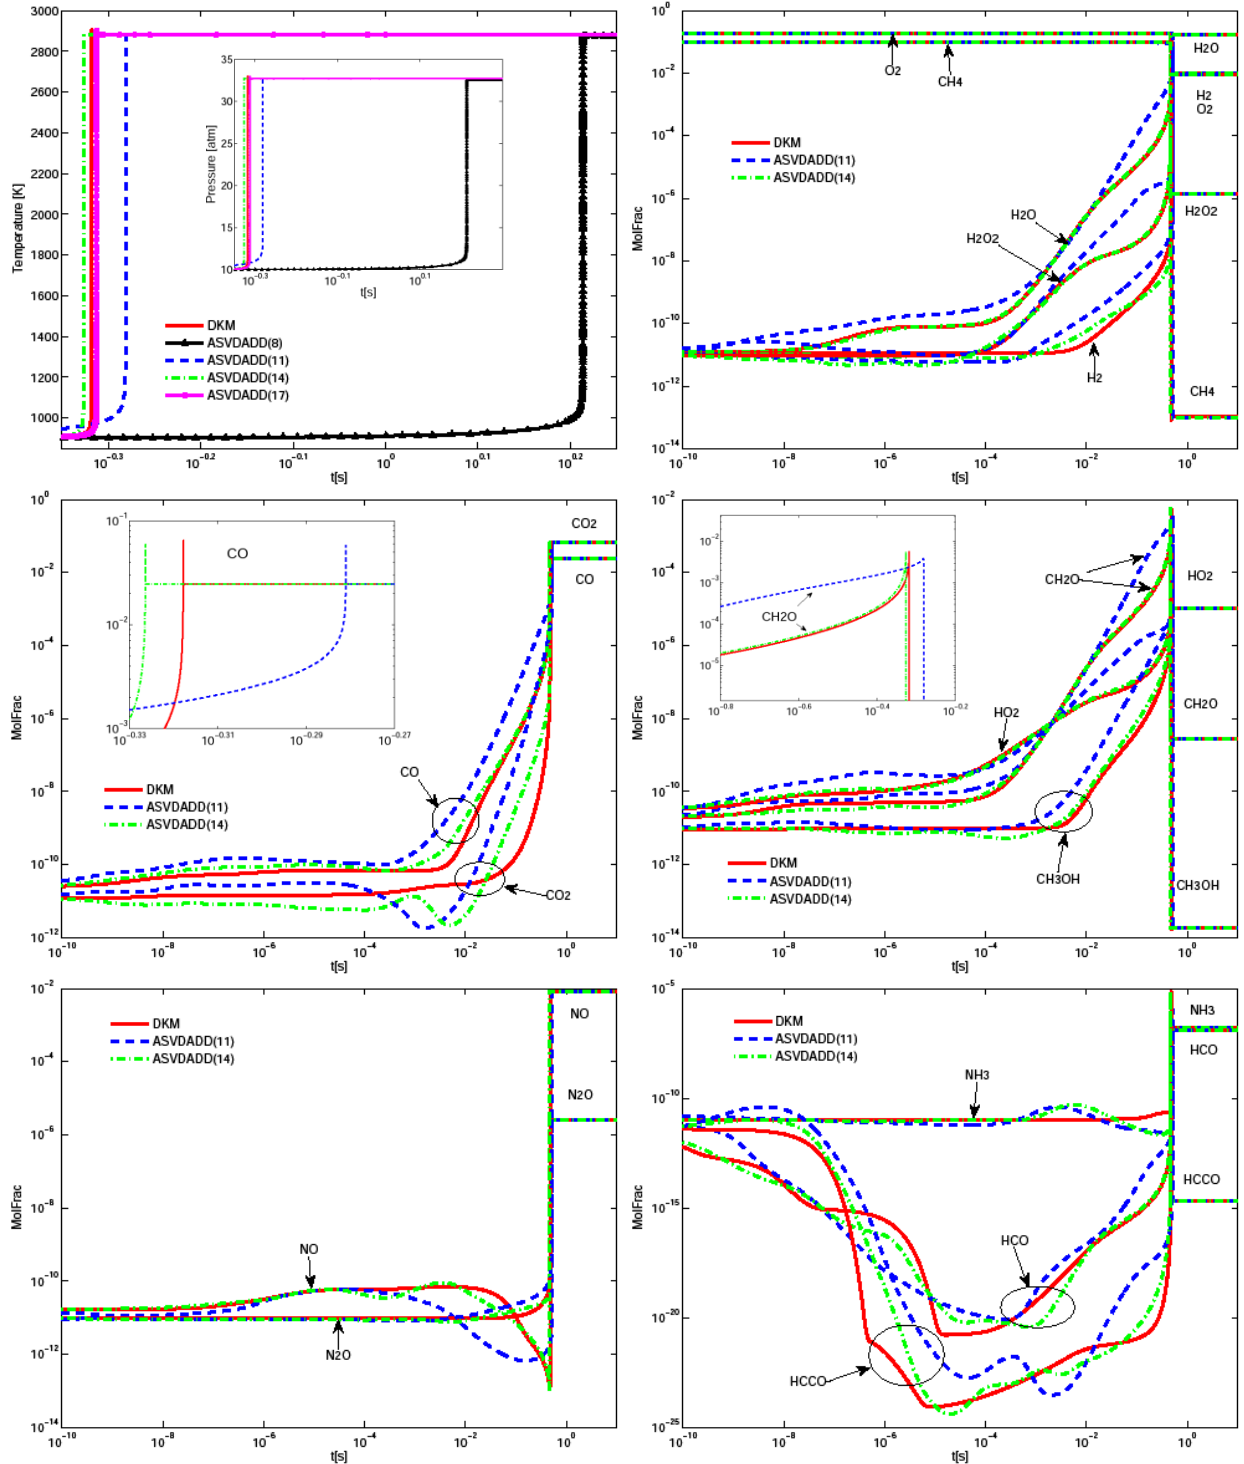 3000
2800
2600
2400
2200
2000
1800
1600
1400
1200
1000
Temperature [K]
35
30
25
20
15
10
Pressure [atm]
10^-0.3
10^-0.1
10^0.1
t[s]
DKM
ASVDADD(8)
ASVDADD(11)
ASVDADD(14)
ASVDADD(17)
10^-0.3
10^-0.2
10^-0.1
10^0
10^0.1
10^0.2
t[s]
10^0
10^-2
10^-4
10^-6
10^-8
10^-10
10^-12
10^-14
MolFrac
O2
CH4
H2O
H2
O2
H2O2
CH4
DKM
ASVDADD(11)
ASVDADD(14)
H2O
H2O2
H2
10^-10
10^-8
10^-6
10^-4
10^-2
10^0
t[s]
10^0
10^-2
10^-4
10^-6
10^-8
10^-10
10^-12
MolFrac
10^-1
10^-2
10^-3
CO
10^-0.33
10^-0.31
10^-0.29
10^-0.27
CO2
CO
DKM
ASVDADD(11)
ASVDADD(14)
CO
CO2
10^-10
10^-8
10^-6
10^-4
10^-2
10^0
t[s]
10^-2
10^-4
10^-6
10^-8
10^-10
10^-12
10^-14
MolFrac
10^-2
10^-3
10^-4
10^-5
CH2O
10^-0.8
10^-0.6
10^-0.4
10^-0.2
CH2O
HO2
CH2O
CH3OH
HO2
CH3OH
DKM
ASVDADD(11)
ASVDADD(14)
10^-10
10^-8
10^-6
10^-4
10^-2
10^0
t[s]
10^-2
10^-4
10^-6
10^-8
10^-10
10^-12
10^-14
MolFrac
DKM
ASVDADD(11)
ASVDADD(14)
NO
N2O
NO
N2O
10^-10
10^-8
10^-6
10^-4
10^-2
10^0
t[s]
10^-5
10^-10
10^-15
10^-20
10^-25
MolFrac
DKM
ASVDADD(11)
ASVDADD(14)
NH3
HCO
HCCO
NH3
HCO
HCCO
10^-10
10^-8
10^-6
10^-4
10^-2
10^0
t[s]